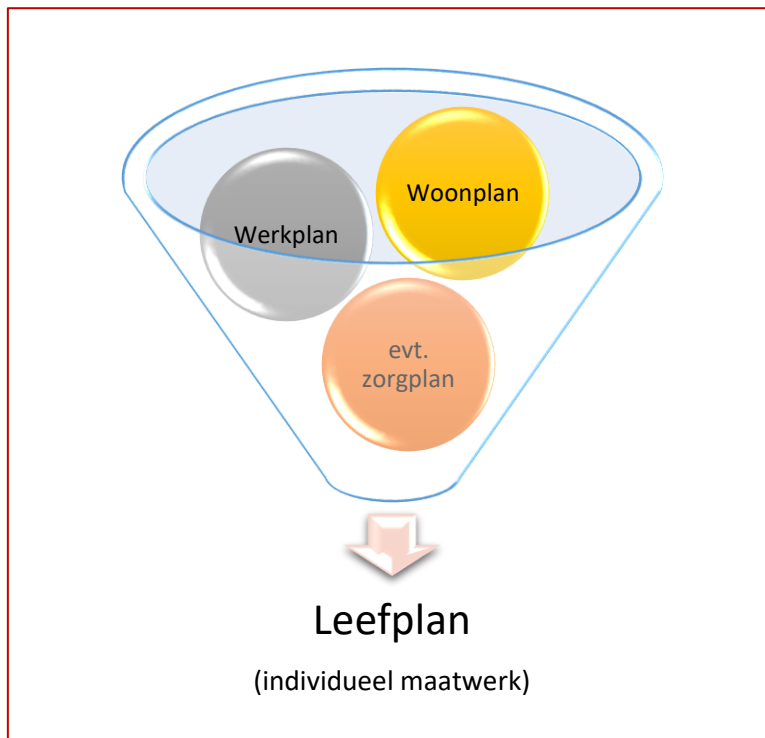 Woonplan
Werkplan
evt.
zorgplan
Leefplan
(individueel maatwerk)